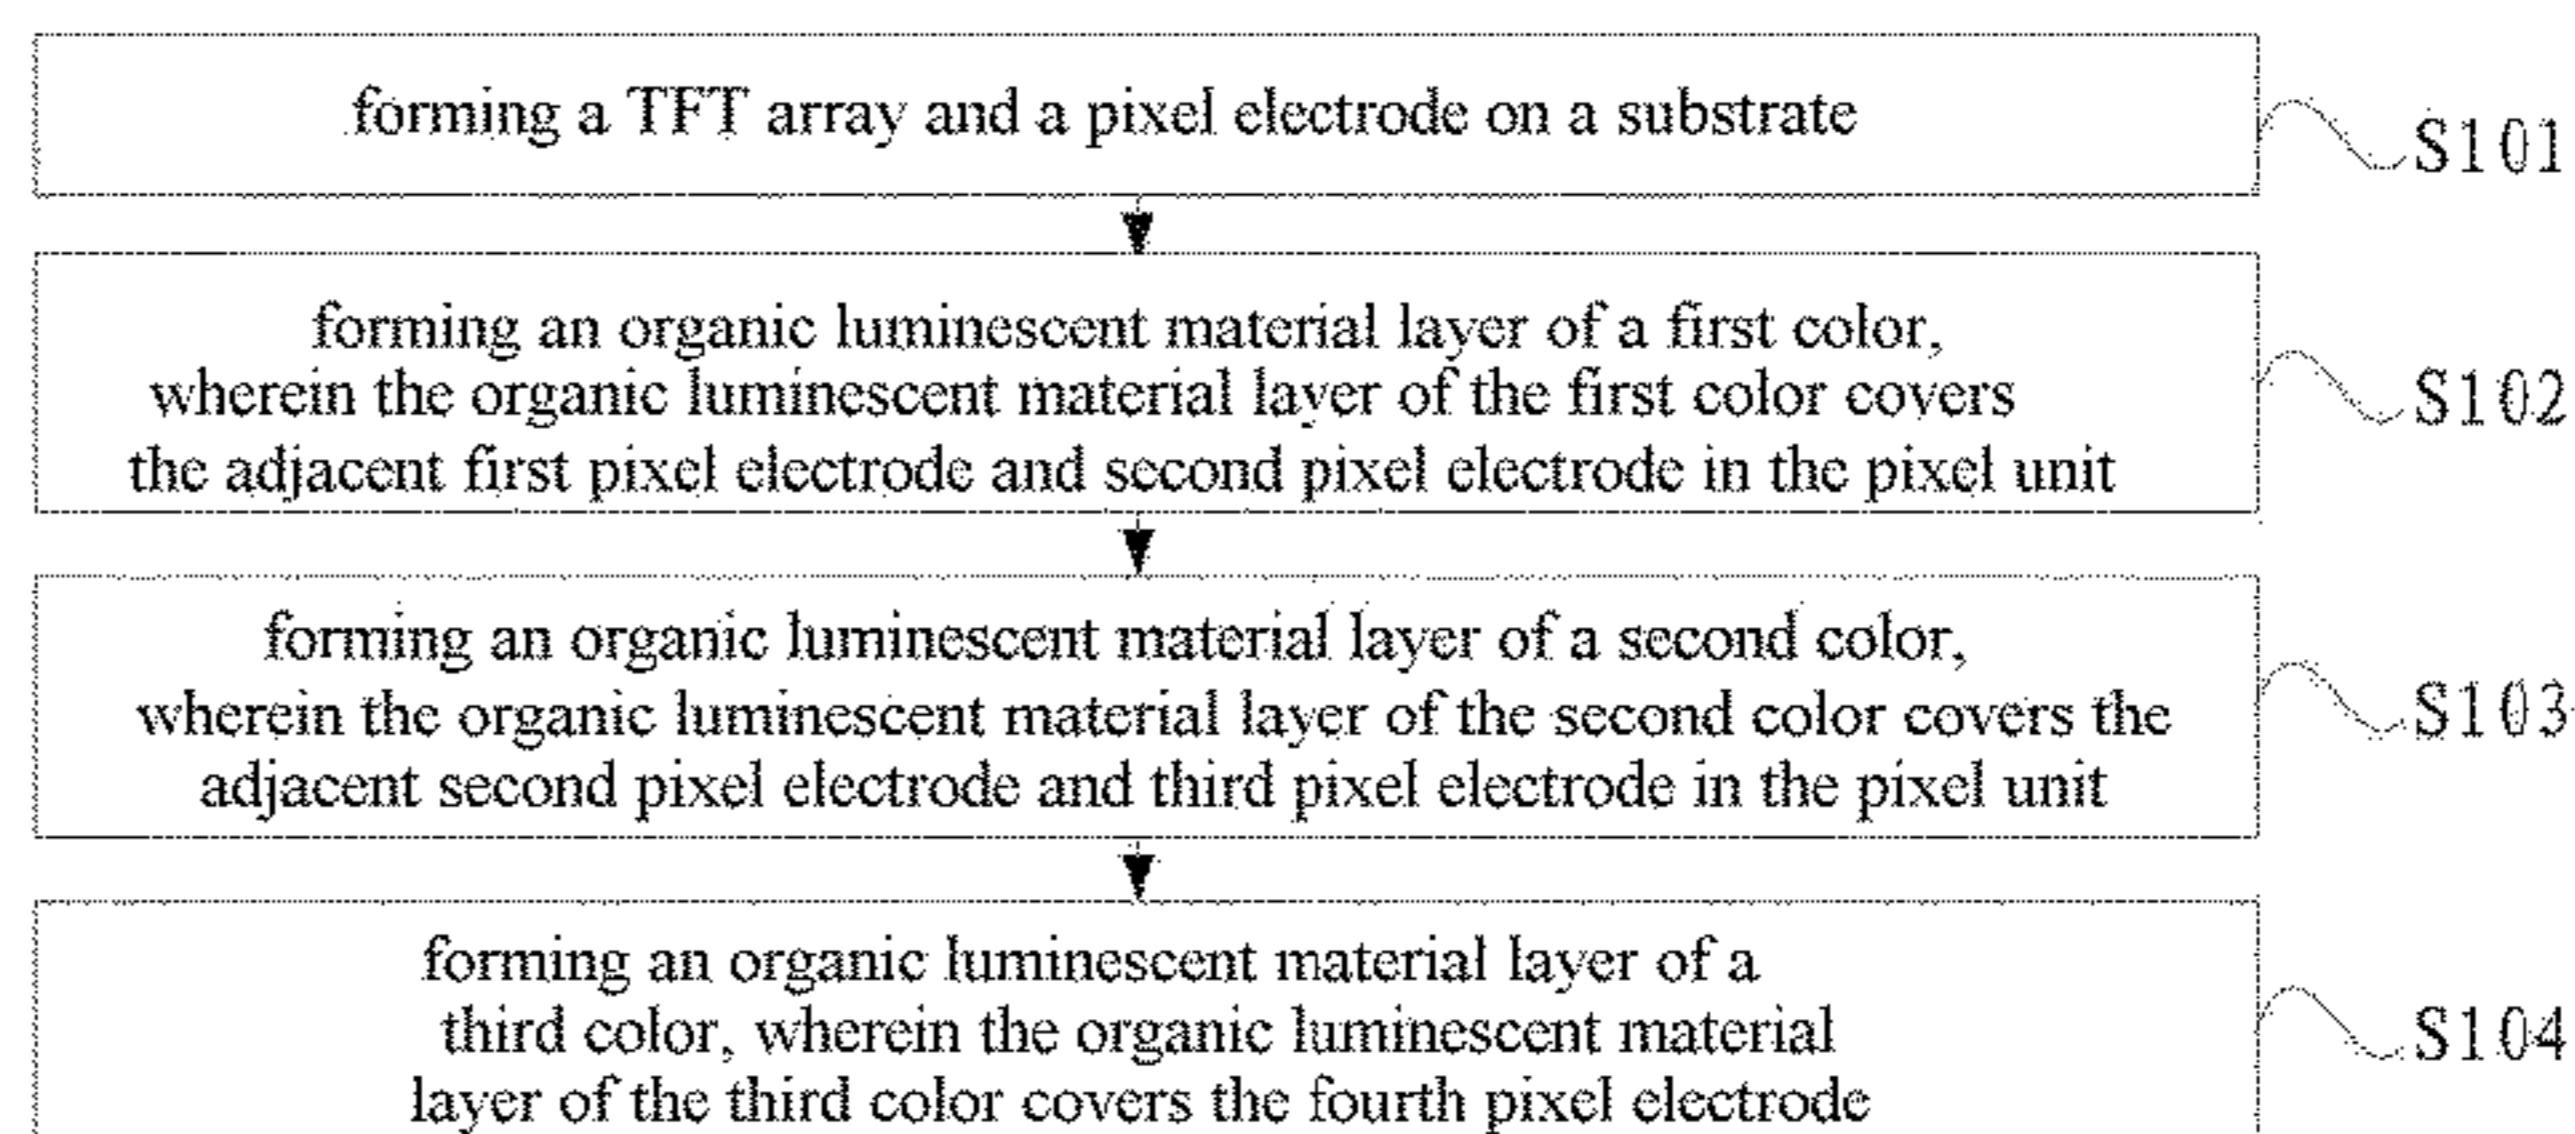 forming a TFT array and a pixel electrode on a substrate
S101
forming an organic luminescent material layer of a first color,
wherein the organic luminescent material layer of the first color covers
the adjacent first pixel electrode and second pixel electrode in the pixel unit
S102
forming an organic luminescent material layer of a second color,
wherein the organic luminescent material layer of the second color covers the
adjacent second pixel electrode and third pixel electrode in the pixel unit
S103
forming an organic luminescent material layer of a
third color, wherein the organic luminescent material
layer of the third color covers the fourth pixel electrode
S104